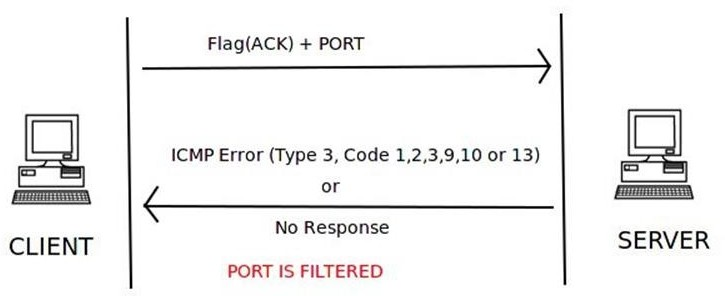 Flag(ACK) + PORT
ICMP Error (Type 3, Code 1,2,3,9,10 or 13)
or
No Response
CLIENT
SERVER
PORT IS FILTERED